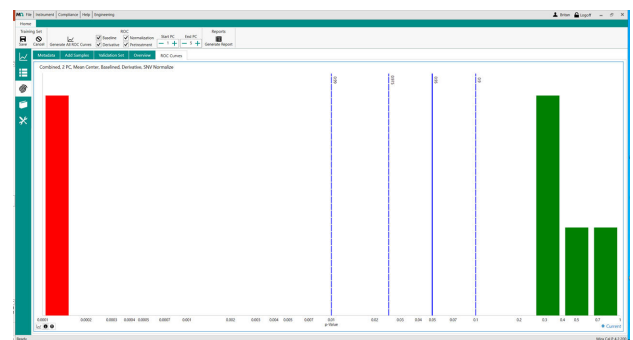 File Instrument Compliance Help Engineering
Logoff
Home
Training Set ROC Reports
Baseline Normalization Start PC End PC
Save Cancel Generate All ROC Curves Derivative Pretreatment Generate Report
Metadata Add Samples Validation Set Overview ROC Curves
Combined, 2 PC, Mean Center, Baselined, Derivative, SNV Normalize
0.0001 0.0002 0.0003 0.0004 0.0005 0.0007 0.001 0.002 0.003 0.004 0.005 0.007 0.01 0.02 0.03 0.04 0.05 0.07 0.1 0.2 0.3 0.4 0.5 0.7 1
p-Value
Current
Ready